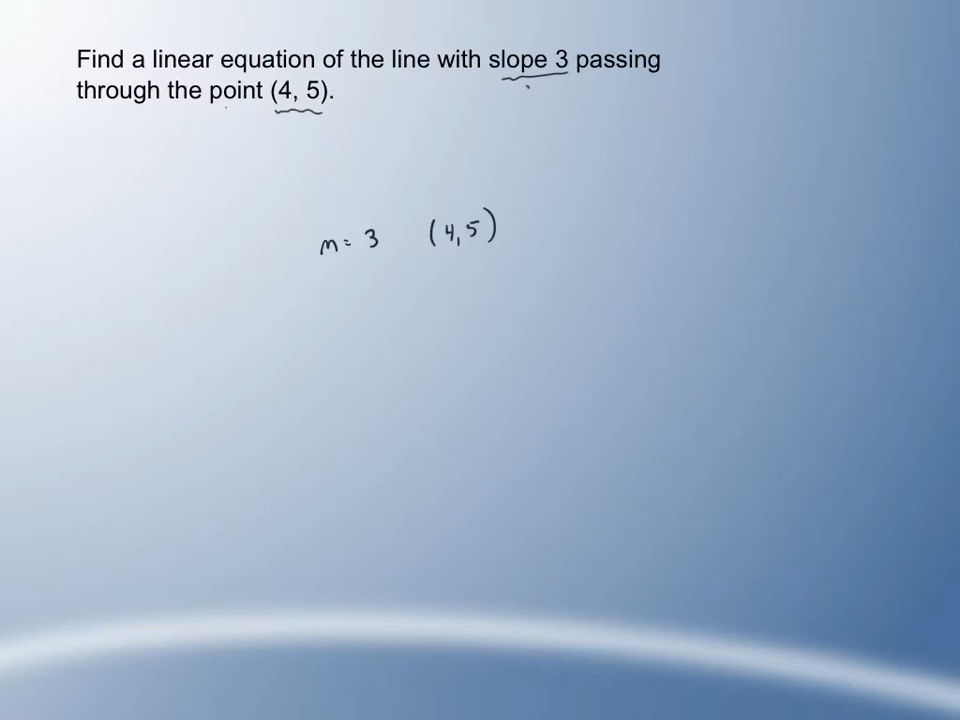 Find a linear equation of the line with slope 3 passing
through the point (4, 5).
m = 3 (4,5)